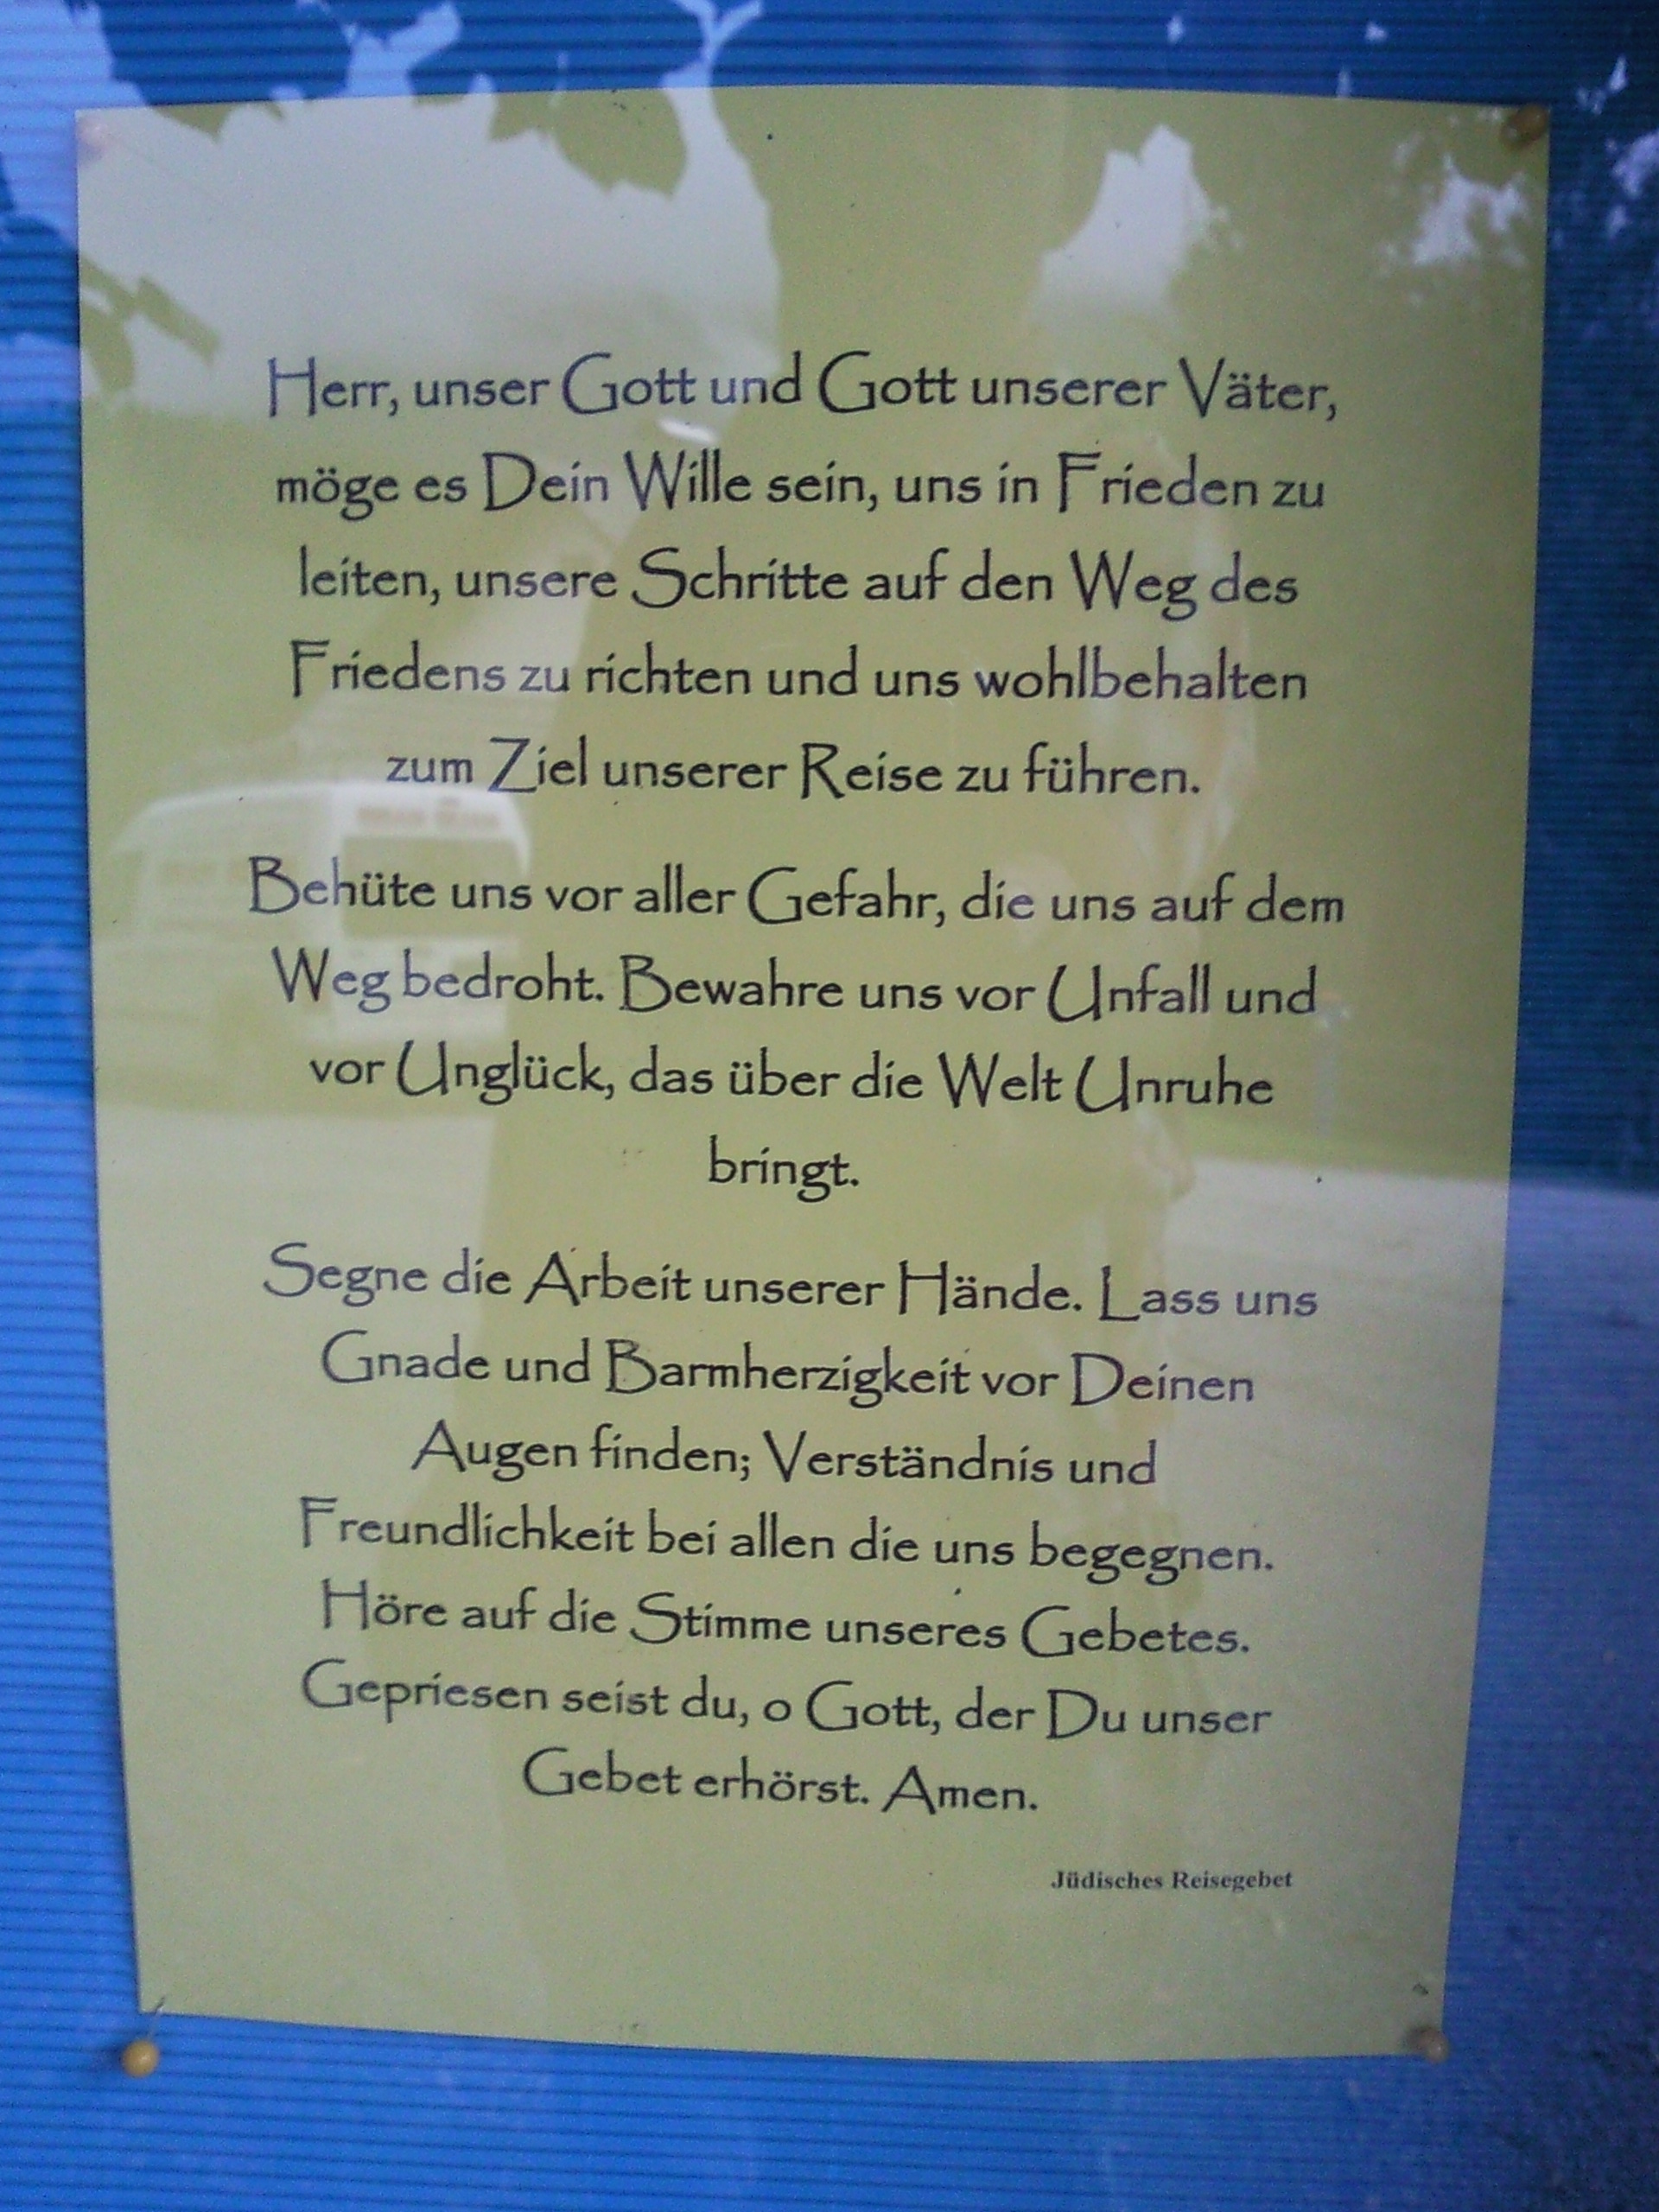 Herr, unser Gott und Gott unserer Väter,
möge es Dein Wille sein, uns in Frieden zu
leiten, unsere Schritte auf den Weg des
Friedens zu richten und uns wohlbehalten
zum Ziel unserer Reise zu führen.
Behüte uns vor aller Gefahr, die uns auf dem
Weg bedroht. Bewahre uns vor Unfall und
vor Unglück, das über die Welt Unruhe
bringt.
Segne die Arbeit unserer Hände. Lass uns
Gnade und Barmherzigkeit vor Deinen
Augen finden; Verständnis und
Freundlichkeit bei allen die uns begegnen.
Höre auf die Stimme unseres Gebetes.
Gepriesen seist du, o Gott, der Du unser
Gebet erhörst. Amen.
Jüdisches Reisegebet